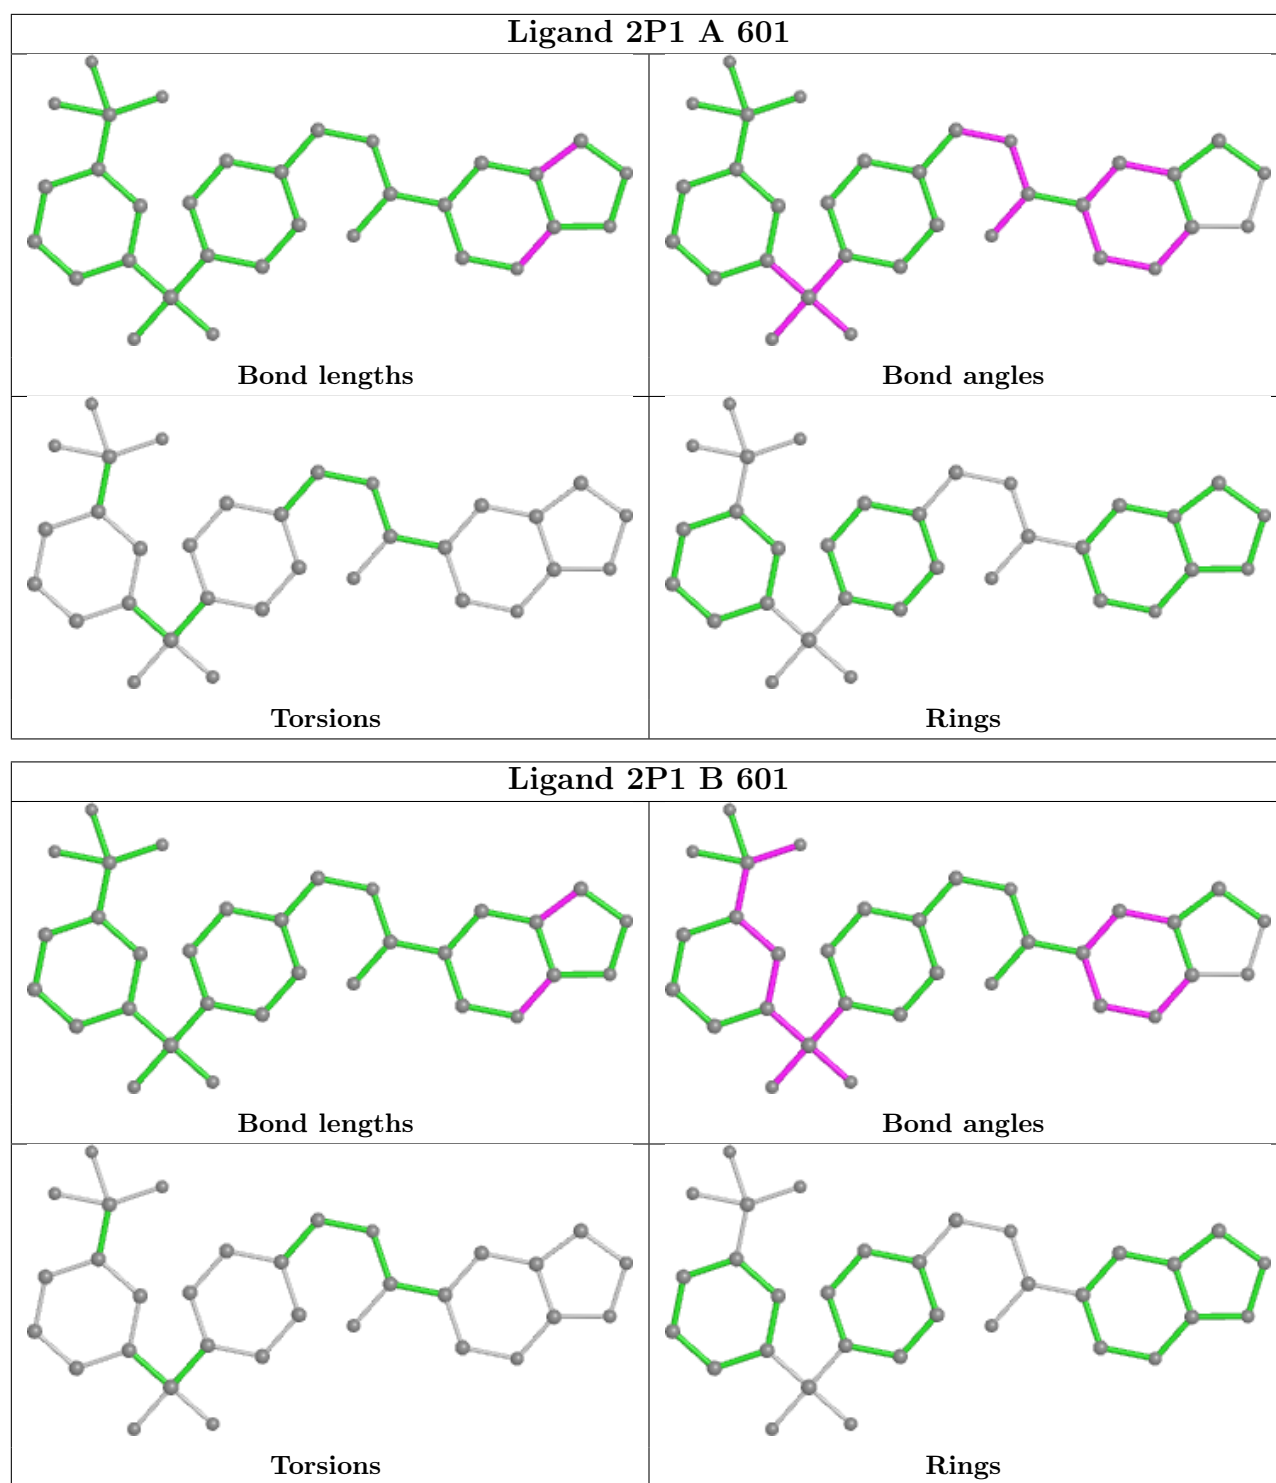 Ligand 2P1 A 601
Bond lengths
Bond angles
Torsions
Rings
Ligand 2P1 B 601
Bond lengths
Bond angles
Torsions
Rings